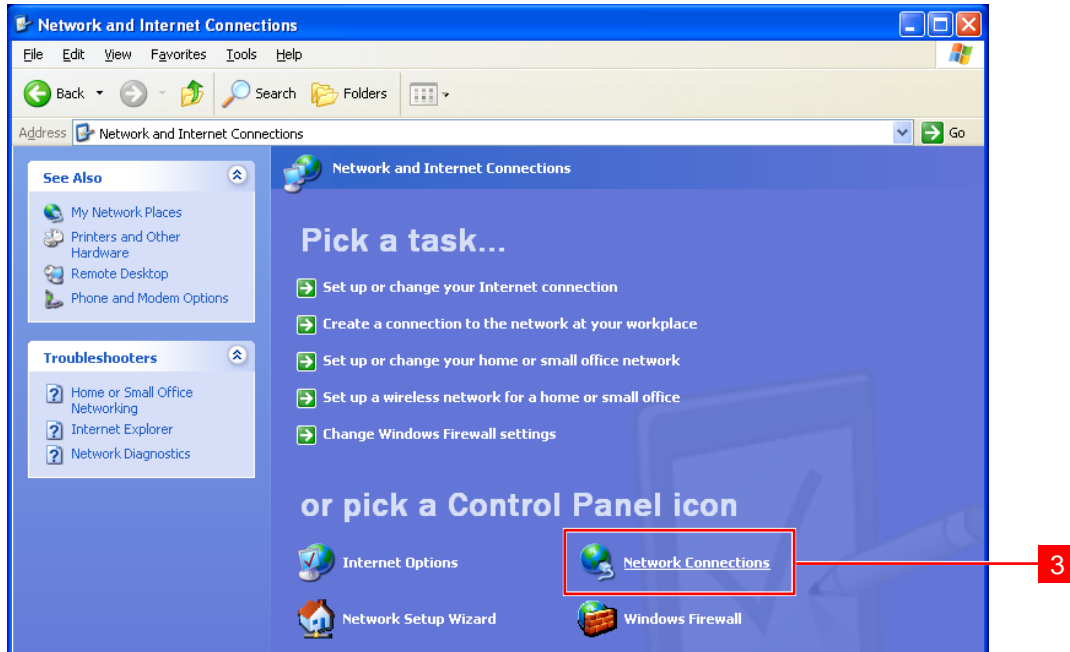 Network and Internet Connections
File Edit View Favorites Tools Help
Back Search Folders
Address Network and Internet Connections Go
See Also
My Network Places
Printers and Other
Hardware
Remote Desktop
Phone and Modem Options
Troubleshooters
Home or Small Office
Networking
Internet Explorer
Network Diagnostics
Network and Internet Connections
Pick a task...
Set up or change your Internet connection
Create a connection to the network at your workplace
Set up or change your home or small office network
Set up a wireless network for a home or small office
Change Windows Firewall settings
or pick a Control Panel icon
Internet Options
Network Connections
3
Network Setup Wizard
Windows Firewall